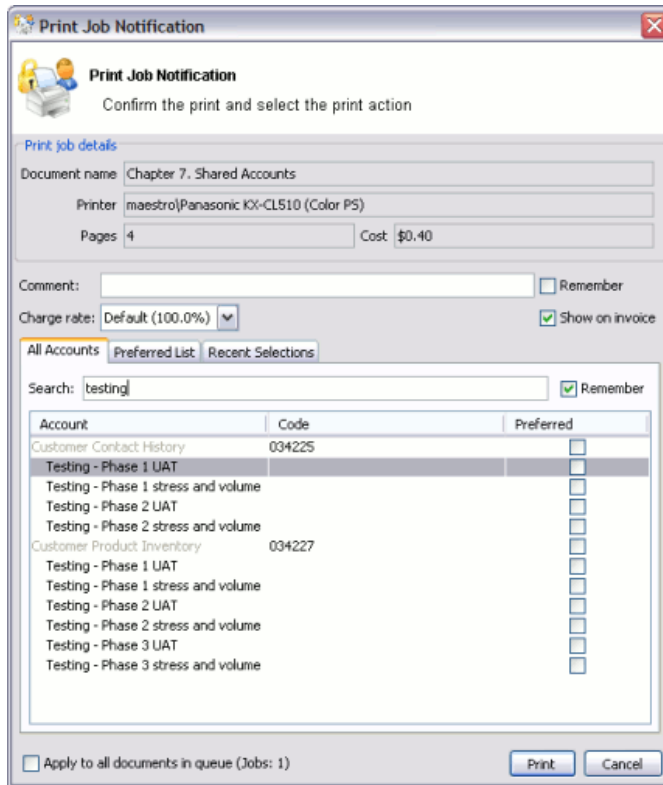 Print Job Notification
Print Job Notification
Confirm the print and select the print action
Print job details
Document name Chapter 7. Shared Accounts
Printer maestro\Panasonic KX-CL510 (Color PS)
Pages 4 Cost $0.40
Comment: Remember
Charge rate: Default (100.0%) Show on invoice
All Accounts Preferred List Recent Selections
Search: testing Remember
Account Code Preferred
Customer Contact History 034225
Testing - Phase 1 UAT
Testing - Phase 1 stress and volume
Testing - Phase 2 UAT
Testing - Phase 2 stress and volume
Customer Product Inventory 034227
Testing - Phase 1 UAT
Testing - Phase 1 stress and volume
Testing - Phase 2 UAT
Testing - Phase 2 stress and volume
Testing - Phase 3 UAT
Testing - Phase 3 stress and volume
Apply to all documents in queue (Jobs: 1) Print Cancel